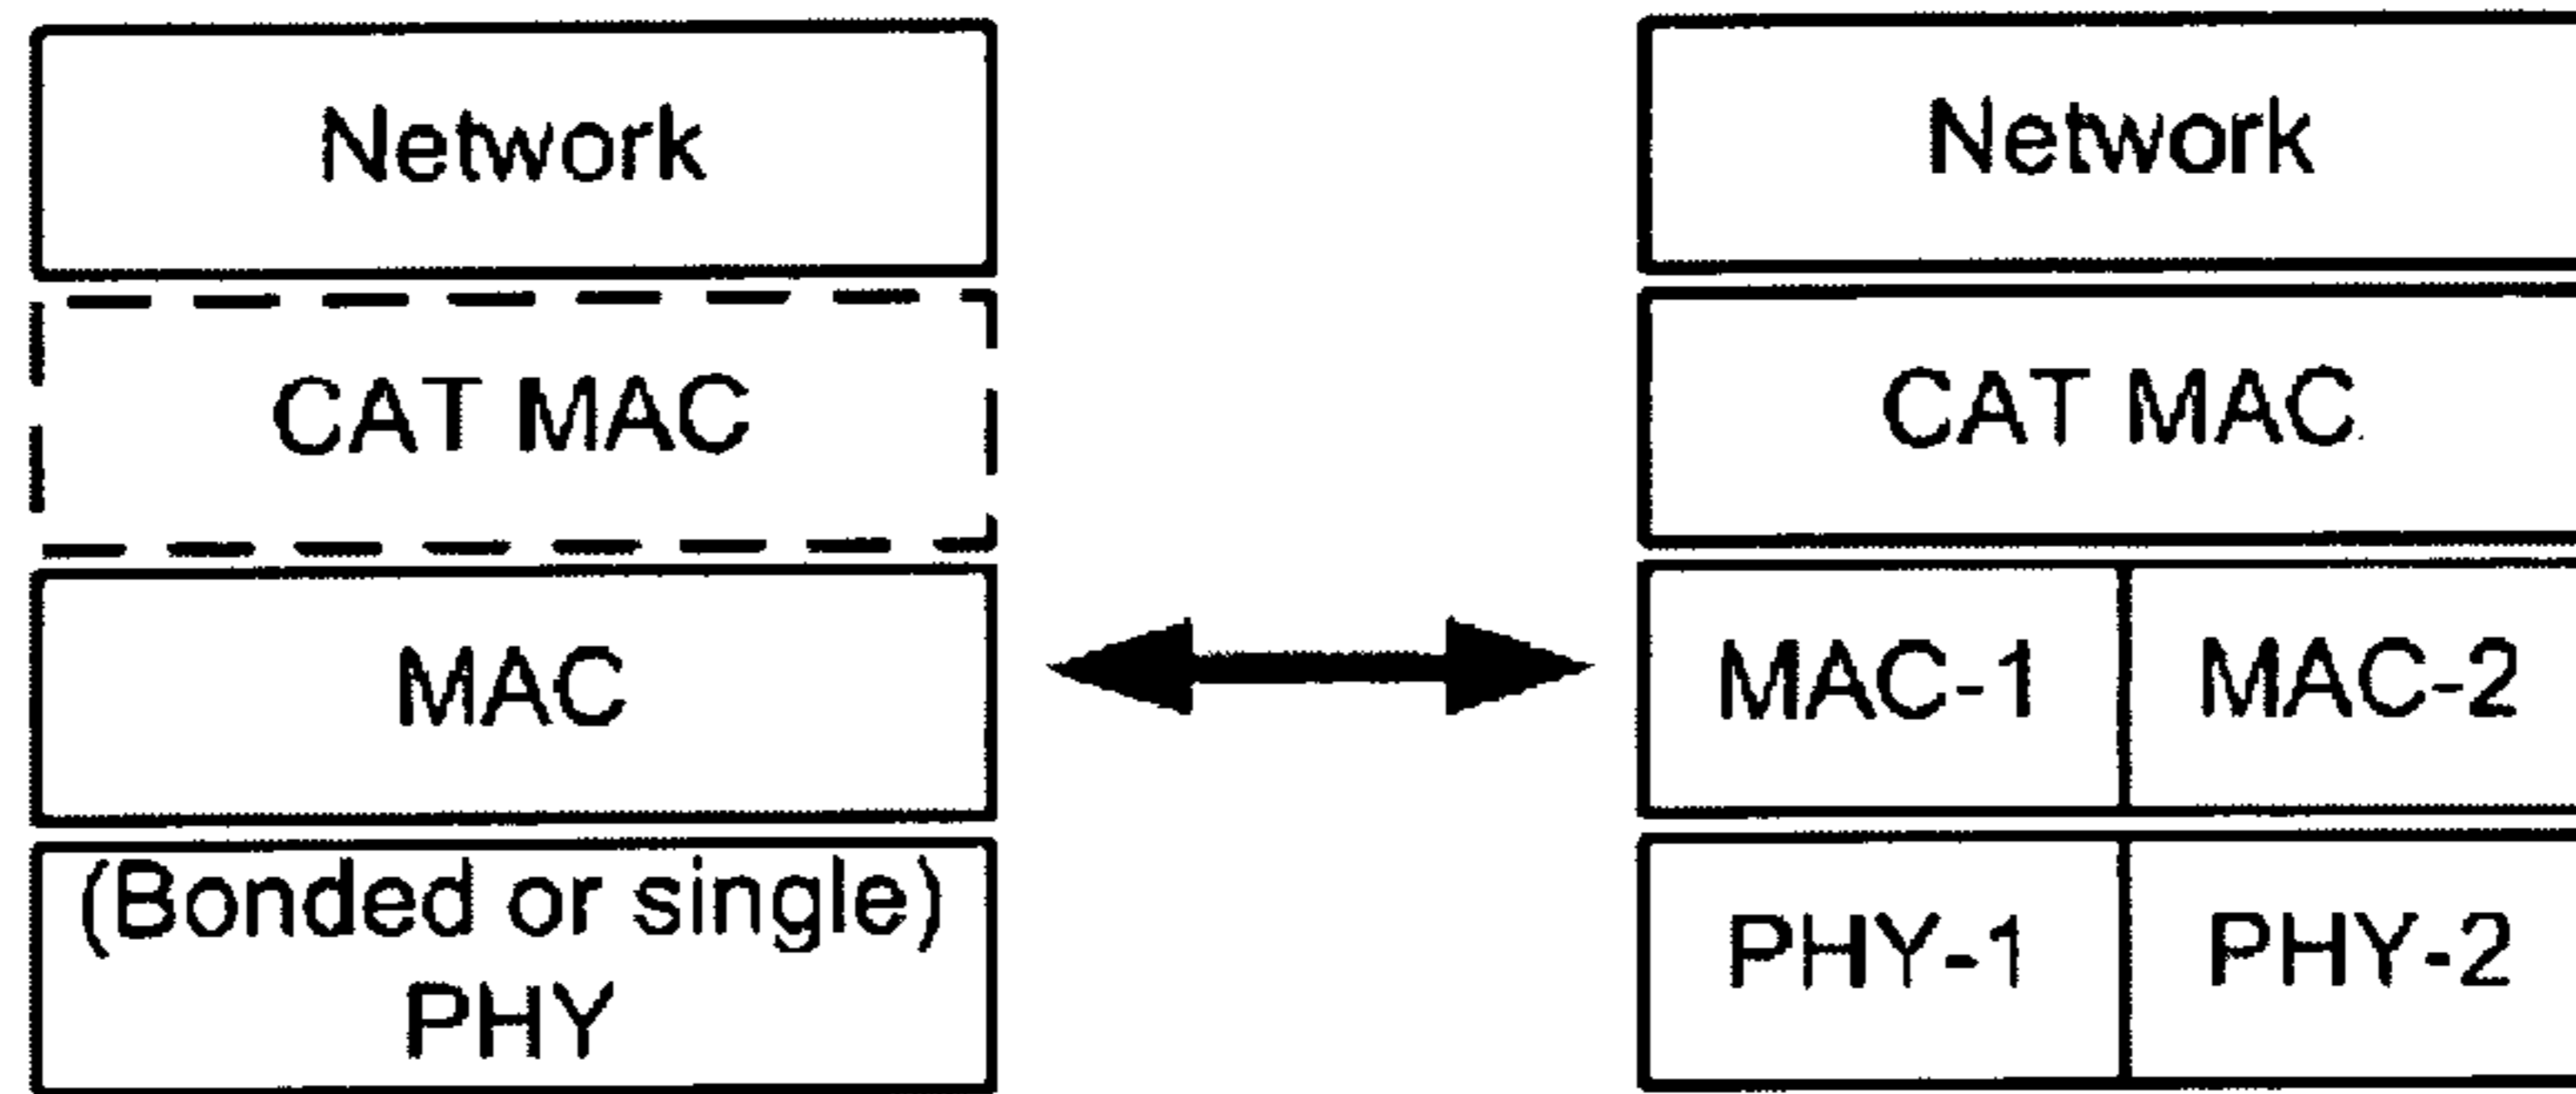 Network
CAT MAC
MAC
(Bonded or single)
PHY
Network
CAT MAC
MAC-1
MAC-2
PHY-1
PHY-2